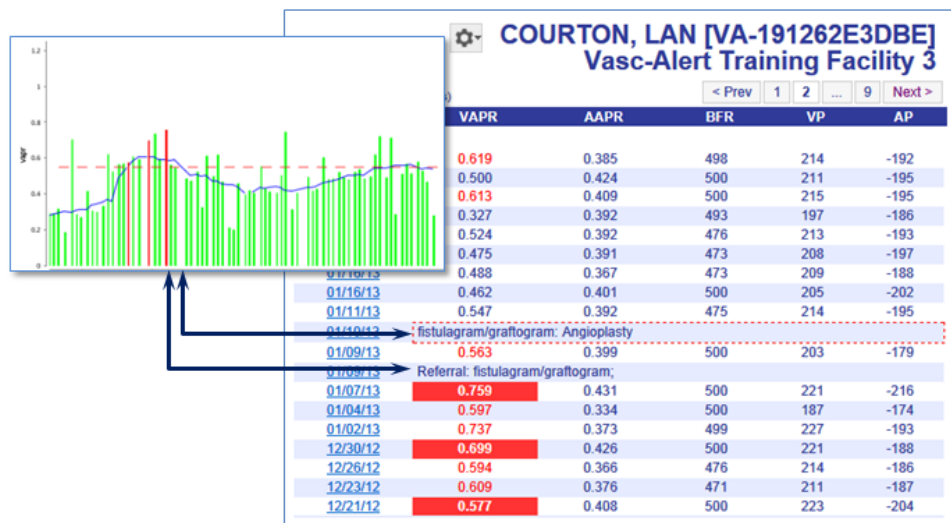 COURTON, LAN [VA-191262E3DBE]
Vasc-Alert Training Facility 3
< Prev 1 2 ... 9 Next >
VAPR AAPR BFR VP AP
0.619 0.385 498 214 -192
0.500 0.424 500 211 -195
0.613 0.409 500 215 -195
0.327 0.392 493 197 -186
0.524 0.392 476 213 -193
0.475 0.391 473 208 -197
01/16/13 0.488 0.367 473 209 -188
01/16/13 0.462 0.401 500 205 -202
01/11/13 0.547 0.392 475 214 -195
01/10/13 fistulagram/graftogram: Angioplasty
01/09/13 0.563 0.399 500 203 -179
01/09/13 Referral: fistulagram/graftogram;
01/07/13 0.759 0.431 500 221 -216
01/04/13 0.597 0.334 500 187 -174
01/02/13 0.737 0.373 499 227 -193
12/30/12 0.699 0.426 500 221 -188
12/26/12 0.594 0.366 476 214 -186
12/23/12 0.609 0.376 471 211 -187
12/21/12 0.577 0.408 500 223 -204
vapr
1.2
1
0.8
0.6
0.4
0.2
0